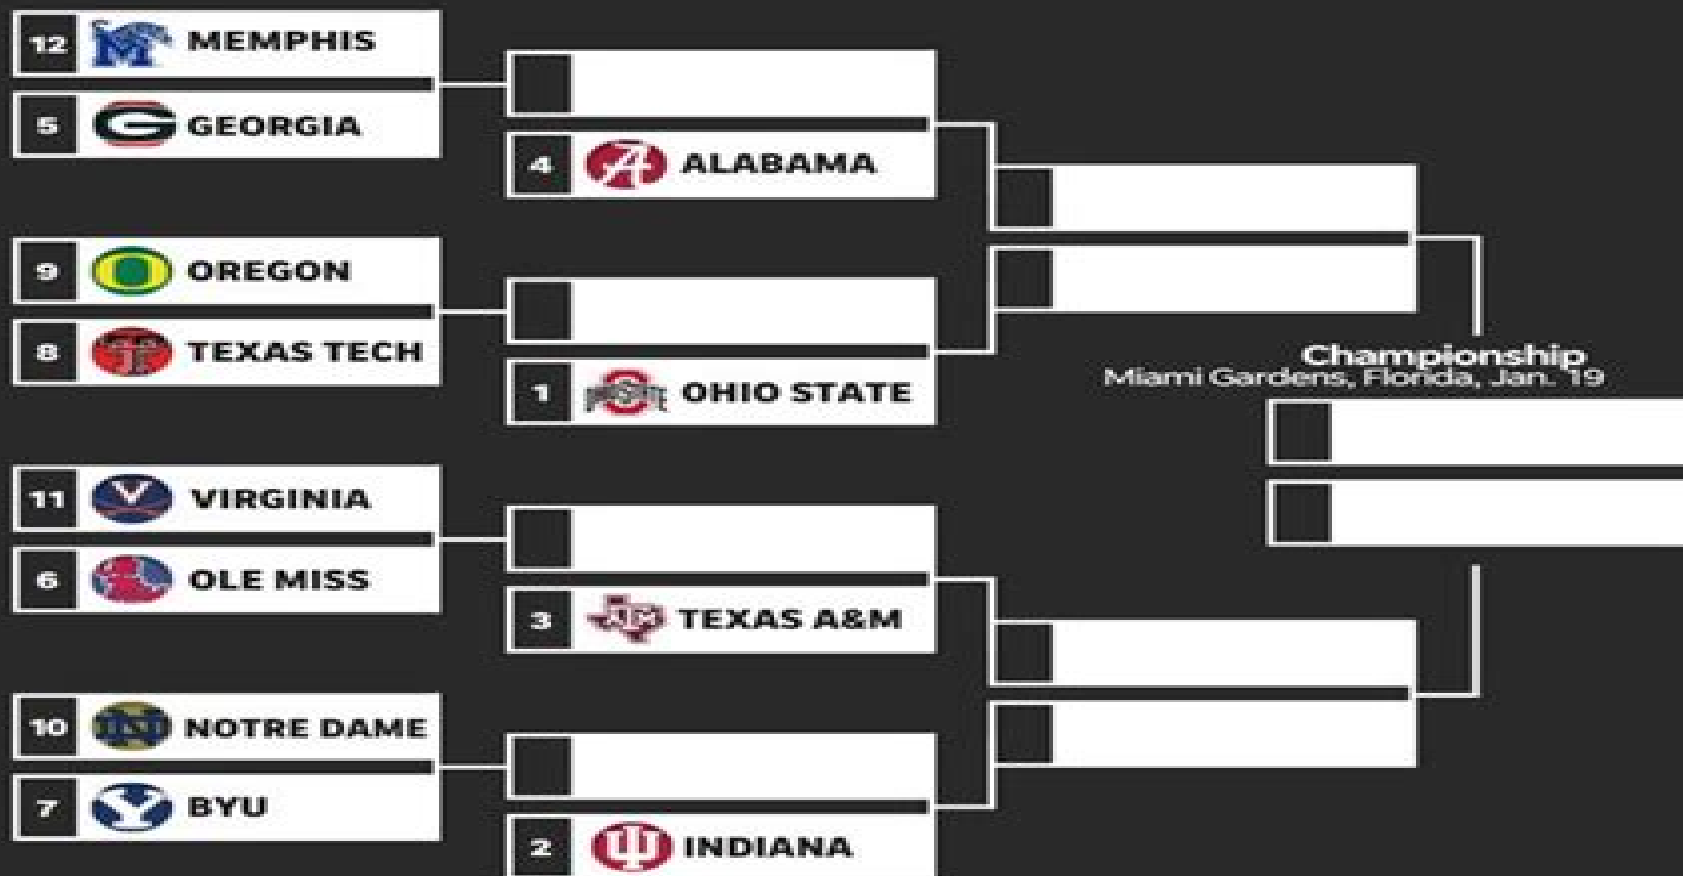 12 MEMPHIS
5 GEORGIA
4 ALABAMA
9 OREGON
8 TEXAS TECH
1 OHIO STATE
Championship
Miami Gardens, Florida, Jan. 19
11 VIRGINIA
6 OLE MISS
3 TEXAS A&M
10 NOTRE DAME
7 BYU
2 INDIANA